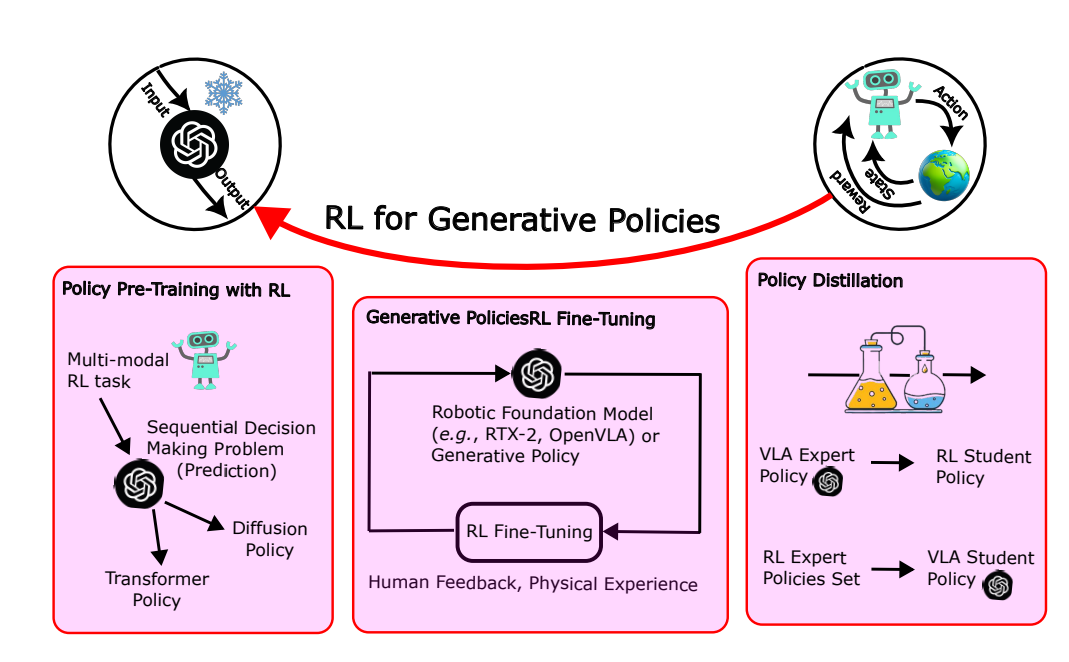 Input
Output
Action
State
Reward
RL for Generative Policies
Policy Pre-Training with RL
Multi-modal
RL task
Sequential Decision
Making Problem
(Prediction)
Diffusion
Policy
Transformer
Policy
Generative PoliciesRL Fine-Tuning
Robotic Foundation Model
(e.g., RTX-2, OpenVLA) or
Generative Policy
RL Fine-Tuning
Human Feedback, Physical Experience
Policy Distillation
VLA Expert
Policy
RL Student
Policy
RL Expert
Policies Set
VLA Student
Policy